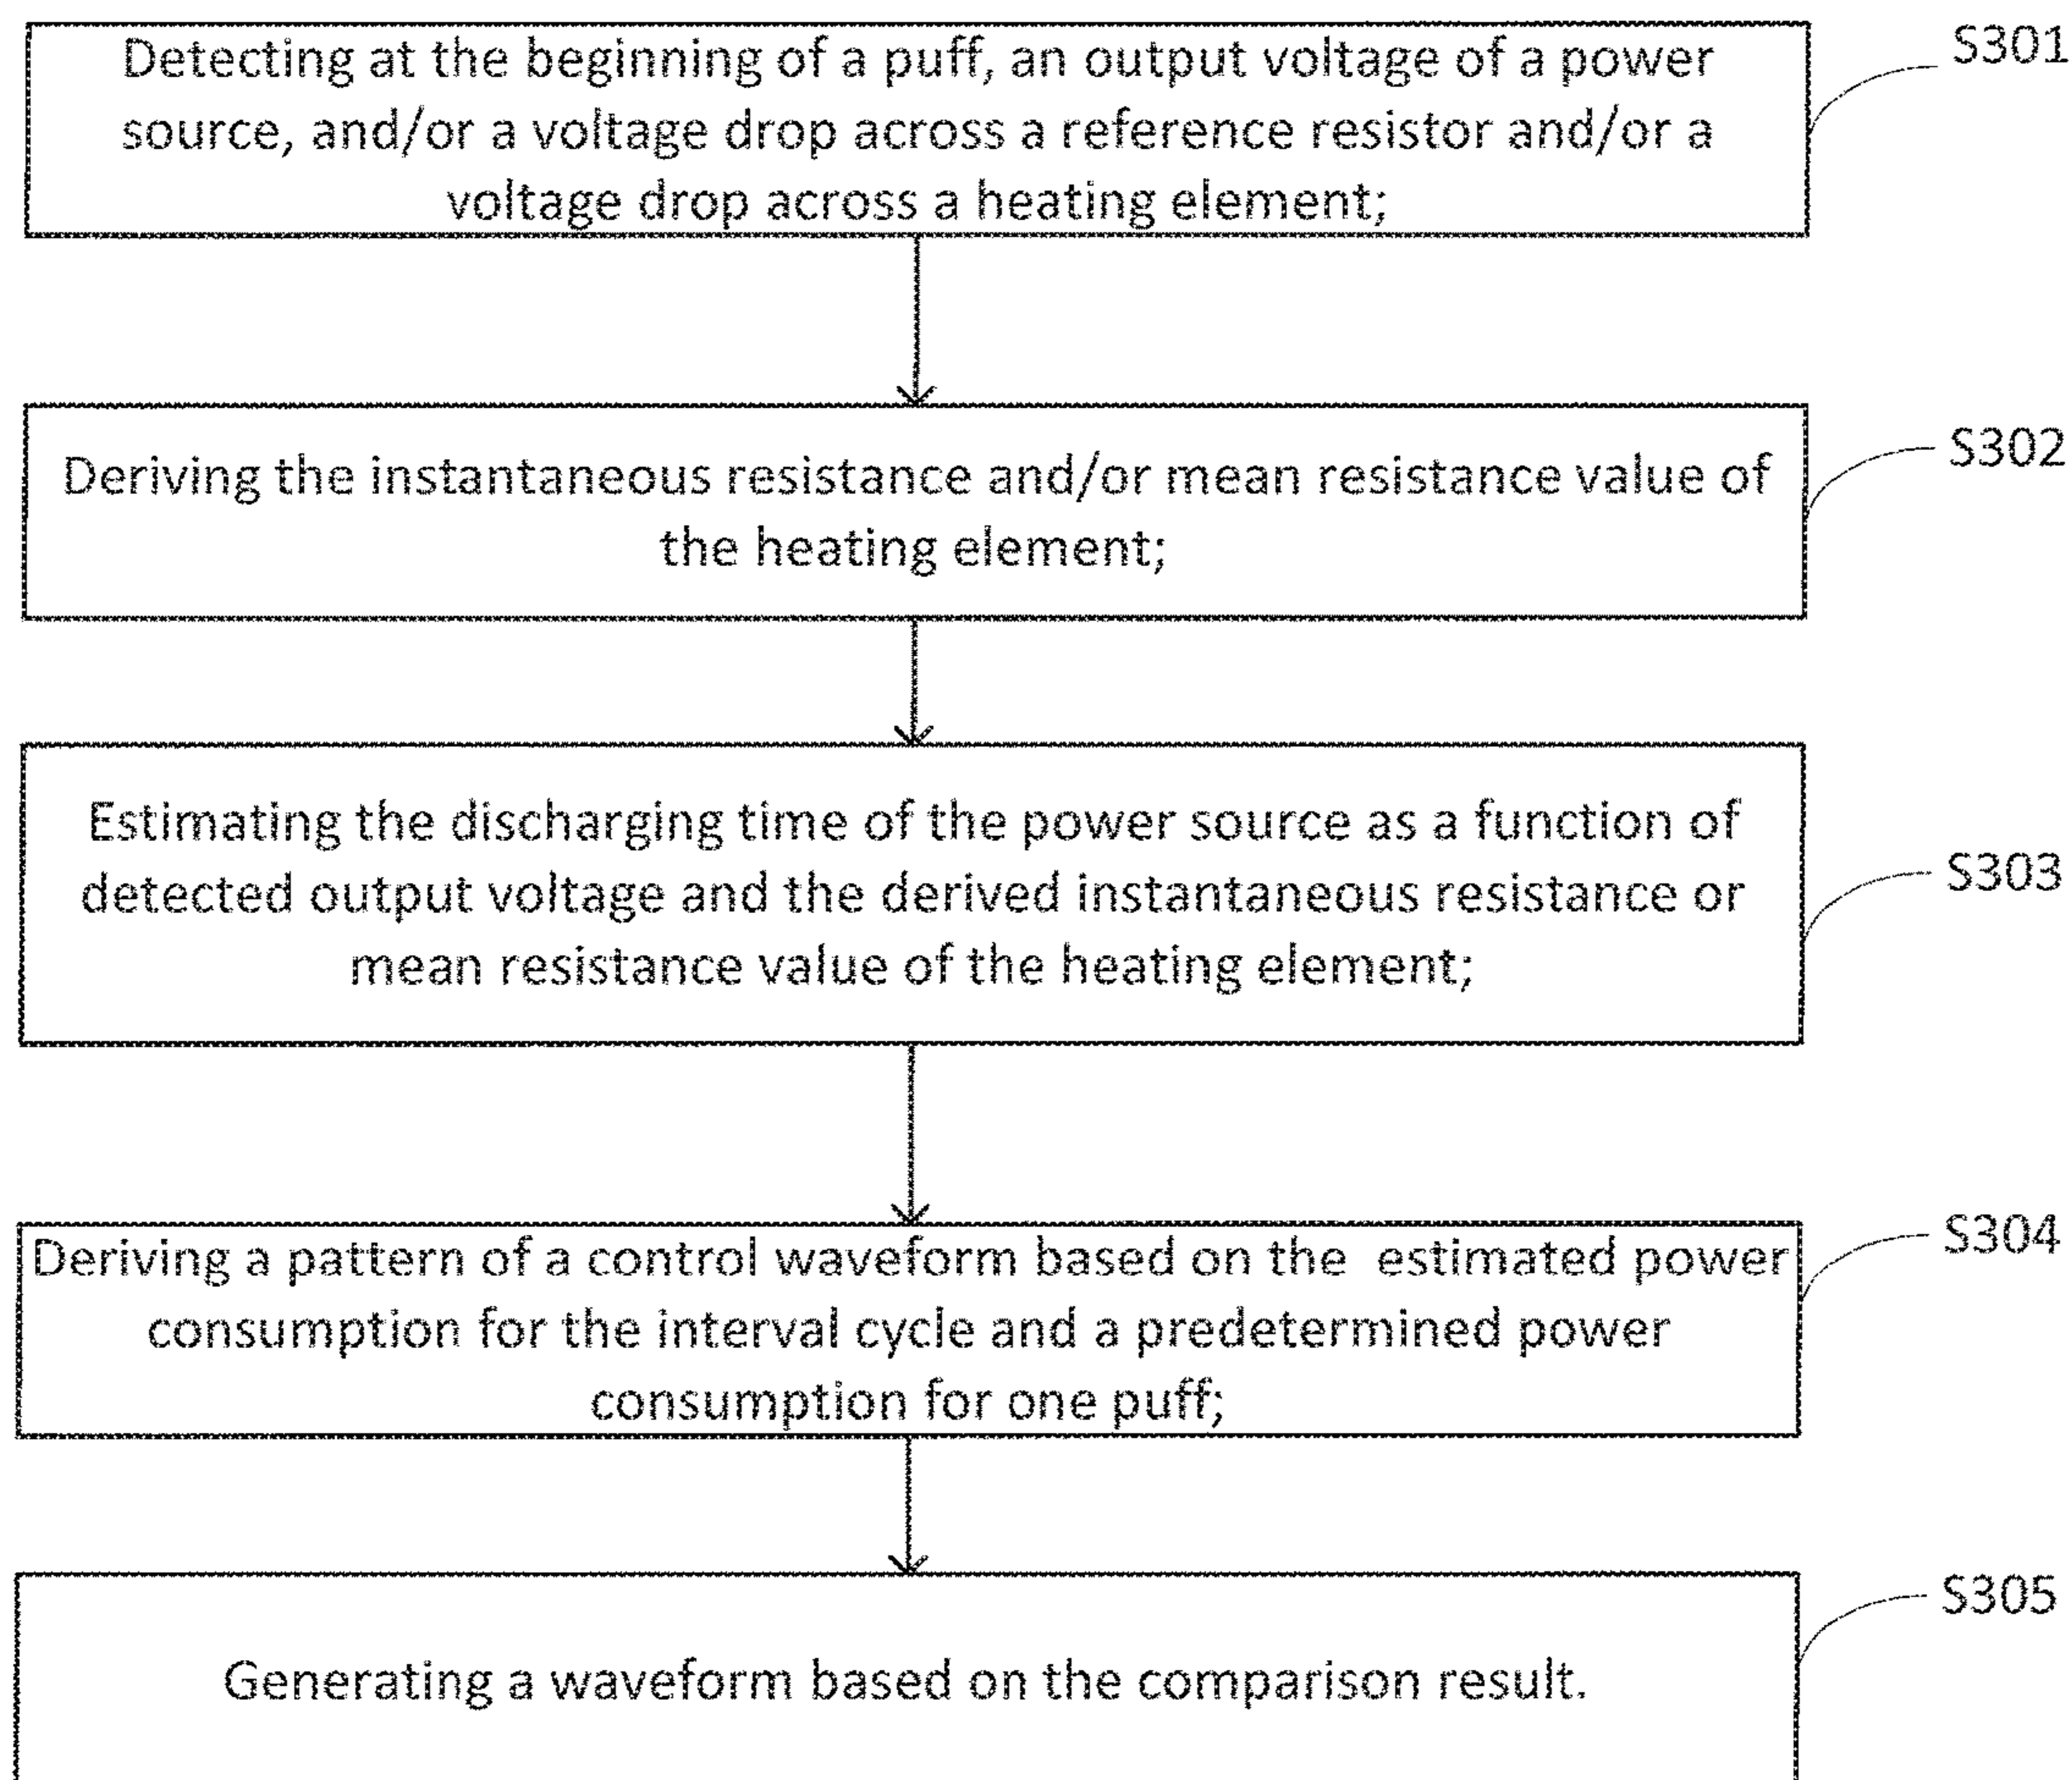 Detecting at the beginning of a puff, an output voltage of a power
source, and/or a voltage drop across a reference resistor and/or a
voltage drop across a heating element;
S301
Deriving the instantaneous resistance and/or mean resistance value of
the heating element;
S302
Estimating the discharging time of the power source as a function of
detected output voltage and the derived instantaneous resistance or
mean resistance value of the heating element;
S303
Deriving a pattern of a control waveform based on the estimated power
consumption for the interval cycle and a predetermined power
consumption for one puff;
S304
Generating a waveform based on the comparison result.
S305